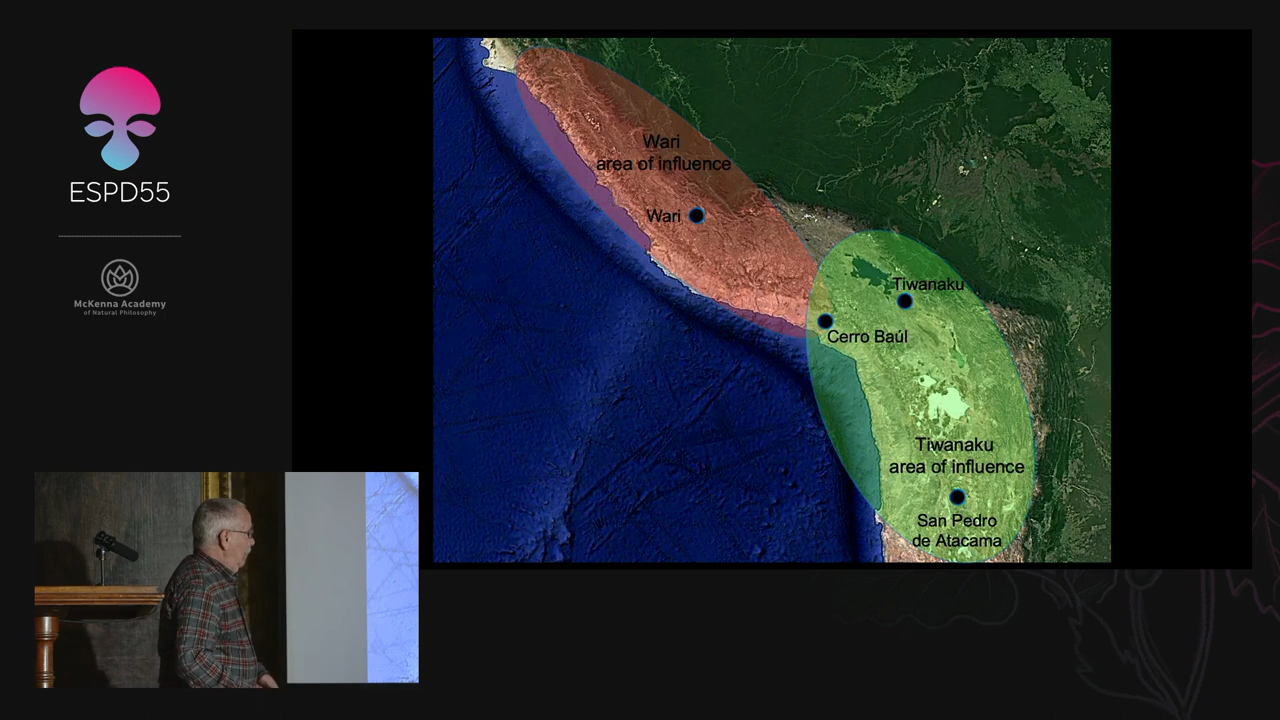 ESPD55
McKenna Academy
of Natural Philosophy
Wari
area of influence
Wari
Tiwanaku
Cerro Baúl
Tiwanaku
area of influence
San Pedro
de Atacama